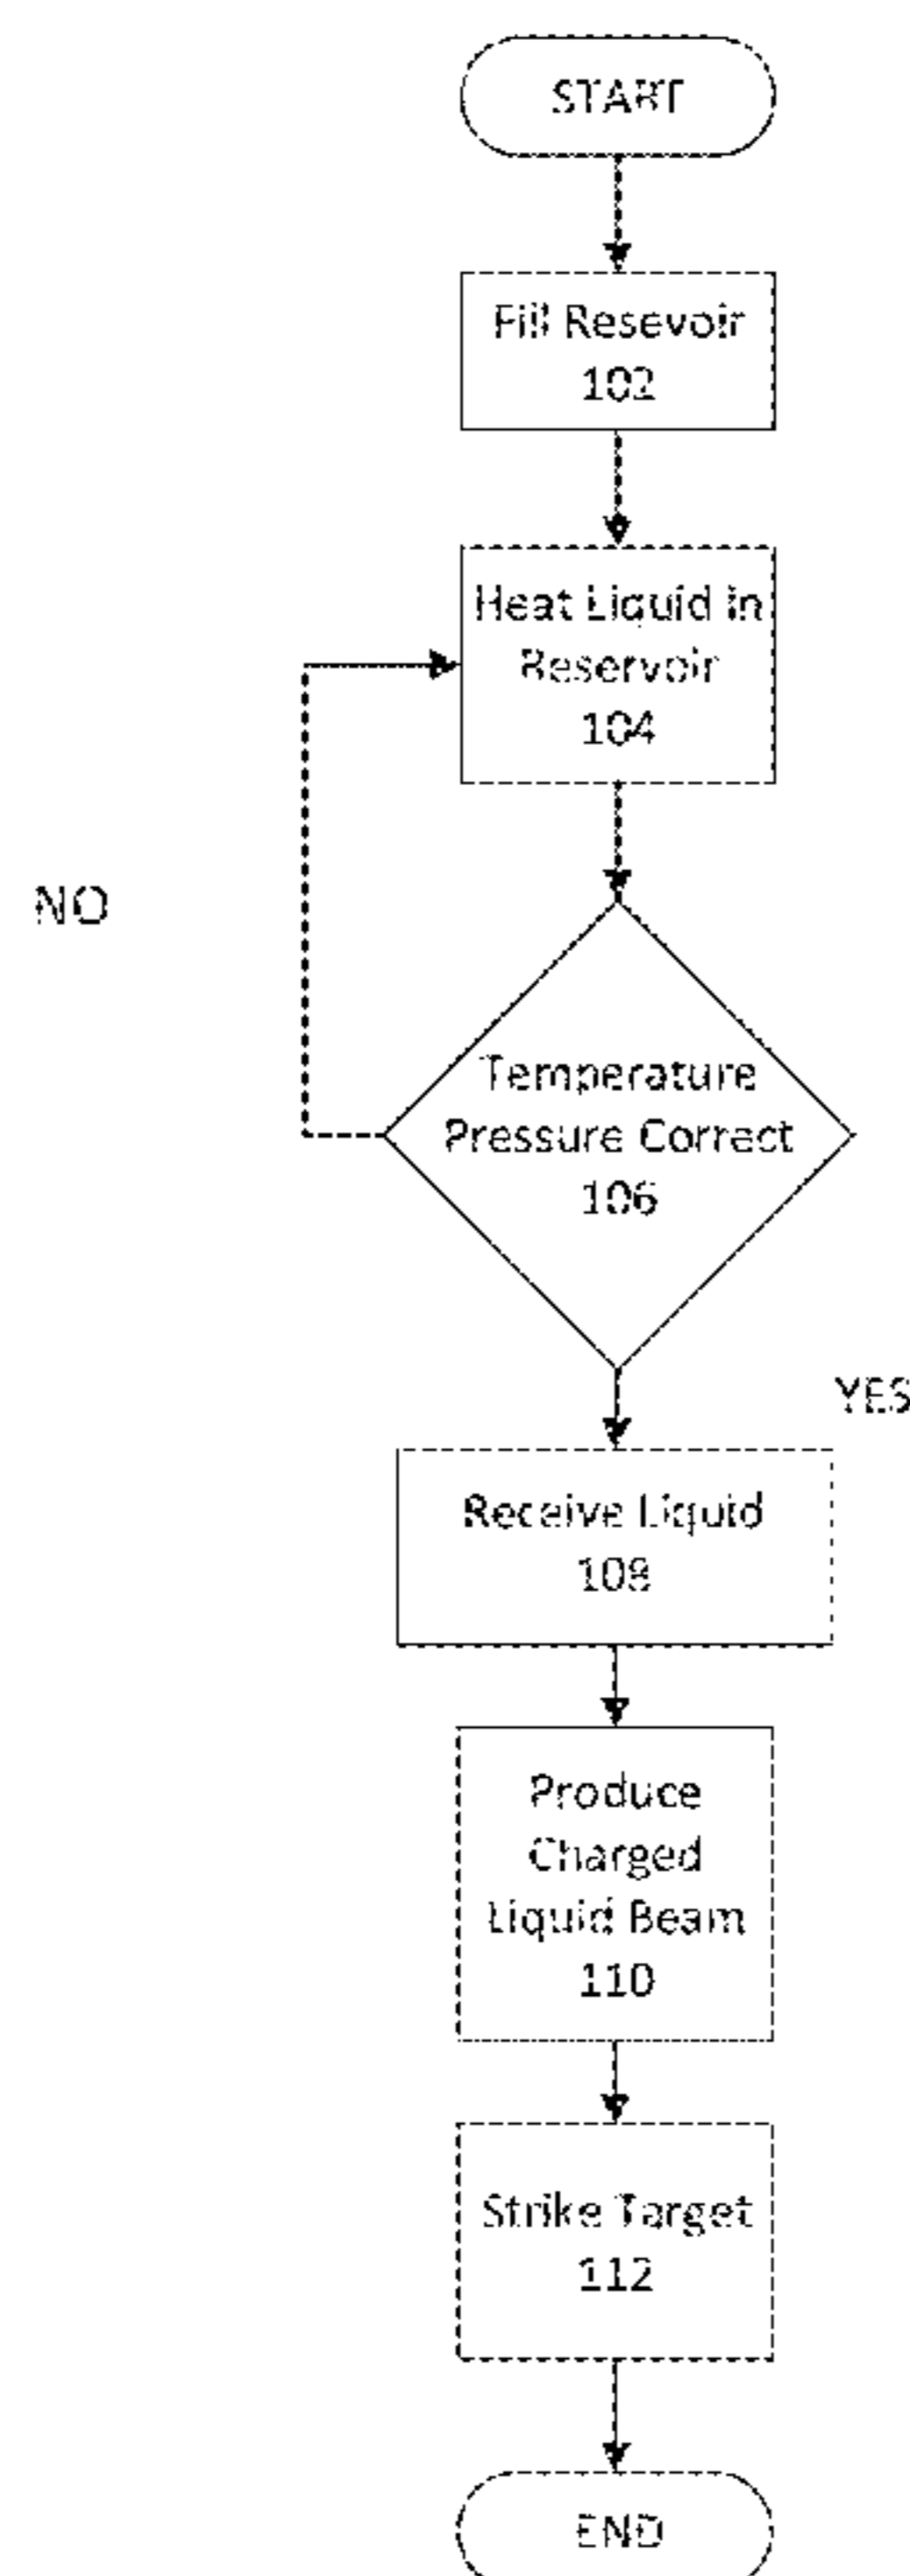 START
Fill Resevoir
102
Heat Liquid in
Reservoir
104
NO
Temperature
Pressure Correct
106
YES
Receive Liquid
108
Produce
Charged
Liquid Beam
110
Strike Target
112
END